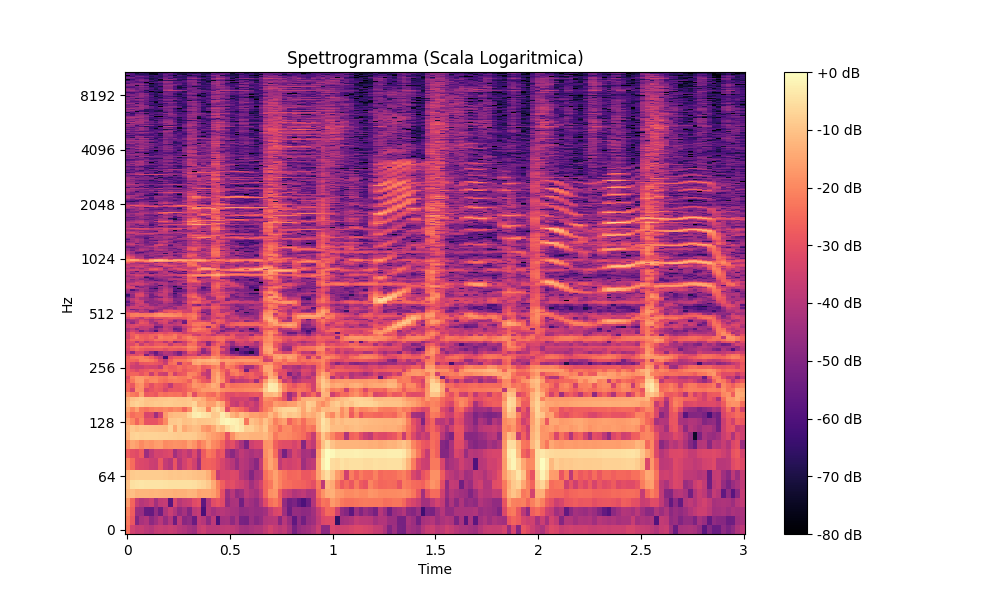 Spettrogramma (Scala Logaritmica)
Hz
8192
4096
2048
1024
512
256
128
64
0
0
0.5
1
1.5
2
2.5
3
Time
+0 dB
-10 dB
-20 dB
-30 dB
-40 dB
-50 dB
-60 dB
-70 dB
-80 dB